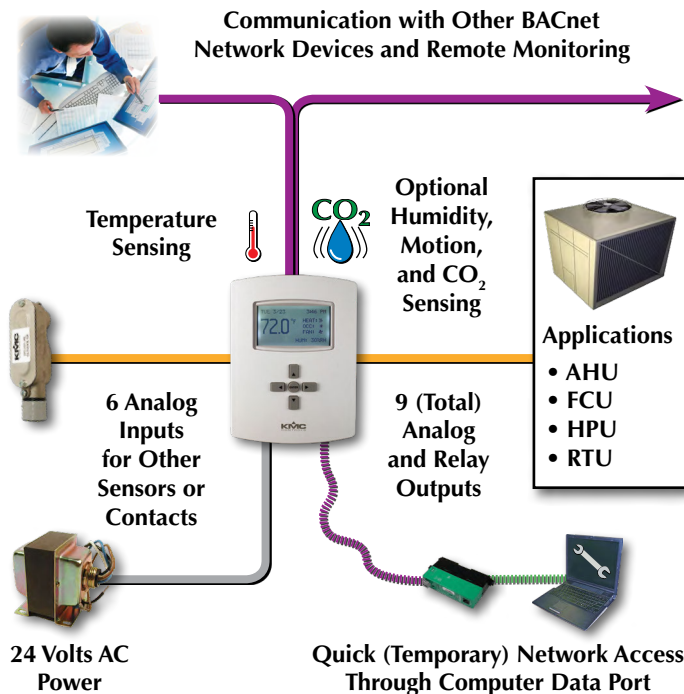 Communication with Other BACnet
Network Devices and Remote Monitoring
Temperature
Sensing
CO2
Optional
Humidity,
Motion,
and CO2
Sensing
72.0°
KMC
6 Analog
Inputs
for Other
Sensors or
Contacts
9 (Total)
Analog
and Relay
Outputs
Applications
• AHU
• FCU
• HPU
• RTU
24 Volts AC
Power
Quick (Temporary) Network Access
Through Computer Data Port